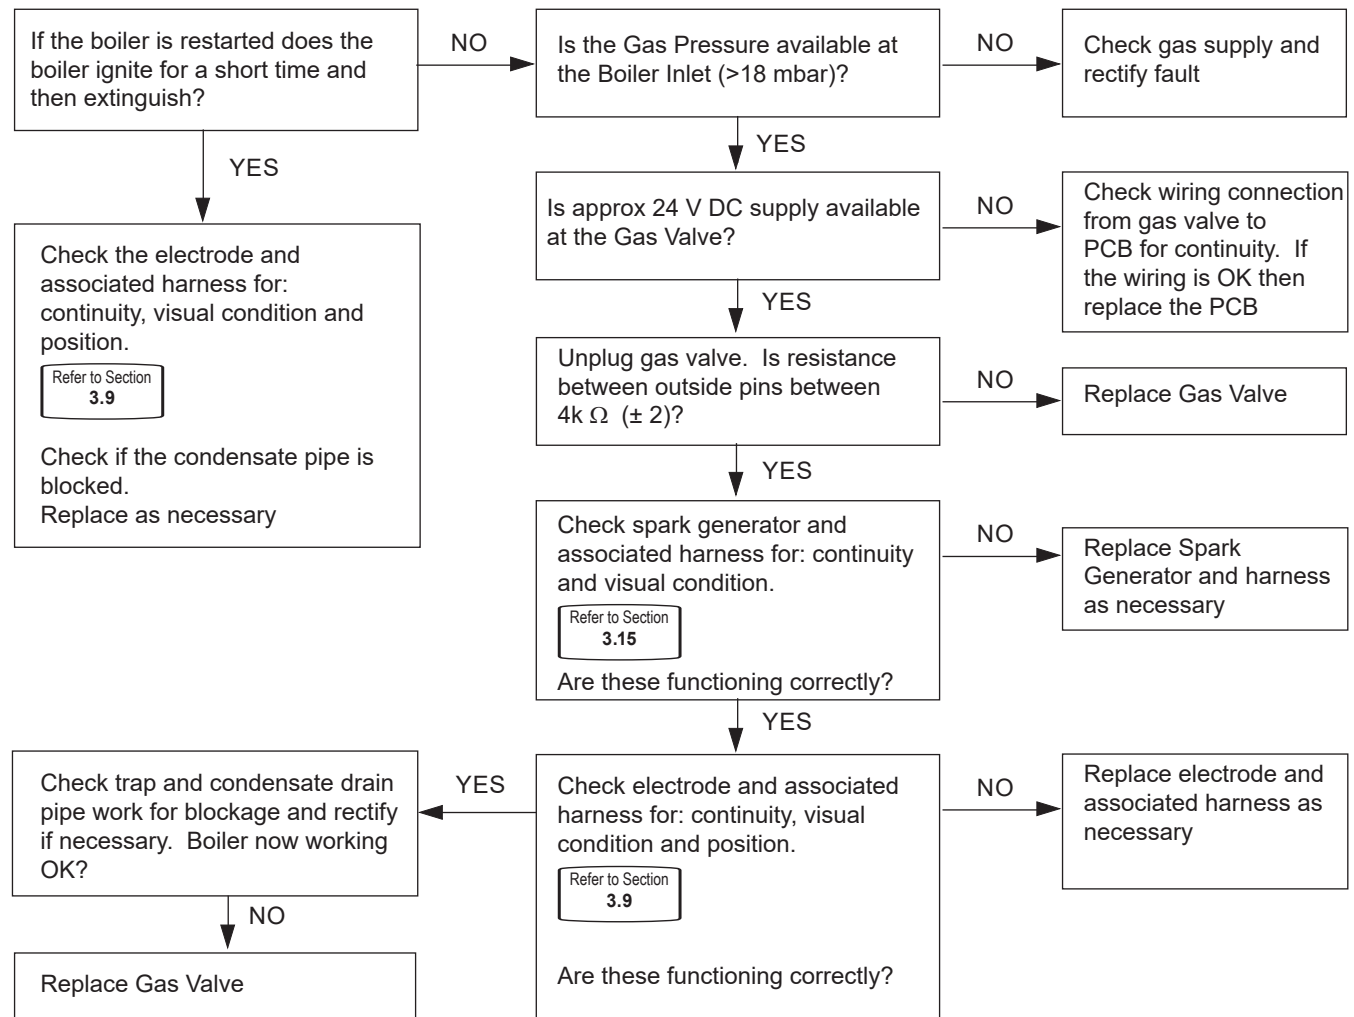 If the boiler is restarted does the
boiler ignite for a short time and
then extinguish?
NO
Is the Gas Pressure available at
the Boiler Inlet (>18 mbar)?
NO
Check gas supply and
rectify fault
YES
YES
Is approx 24 V DC supply available
at the Gas Valve?
NO
Check wiring connection
from gas valve to
PCB for continuity.  If
the wiring is OK then
replace the PCB
Check the electrode and
associated harness for:
continuity, visual condition and
position.
Refer to Section
3.9
Check if the condensate pipe is
blocked.
Replace as necessary
YES
Unplug gas valve.  Is resistance
between outside pins between
4k Ω  (± 2)?
NO
Replace Gas Valve
YES
Check spark generator and
associated harness for: continuity
and visual condition.
Refer to Section
3.15
Are these functioning correctly?
NO
Replace Spark
Generator and harness
as necessary
YES
Check electrode and associated
harness for: continuity, visual
condition and position.
Refer to Section
3.9
Are these functioning correctly?
NO
Replace electrode and
associated harness as
necessary
YES
Check trap and condensate drain
pipe work for blockage and rectify
if necessary.  Boiler now working
OK?
NO
Replace Gas Valve